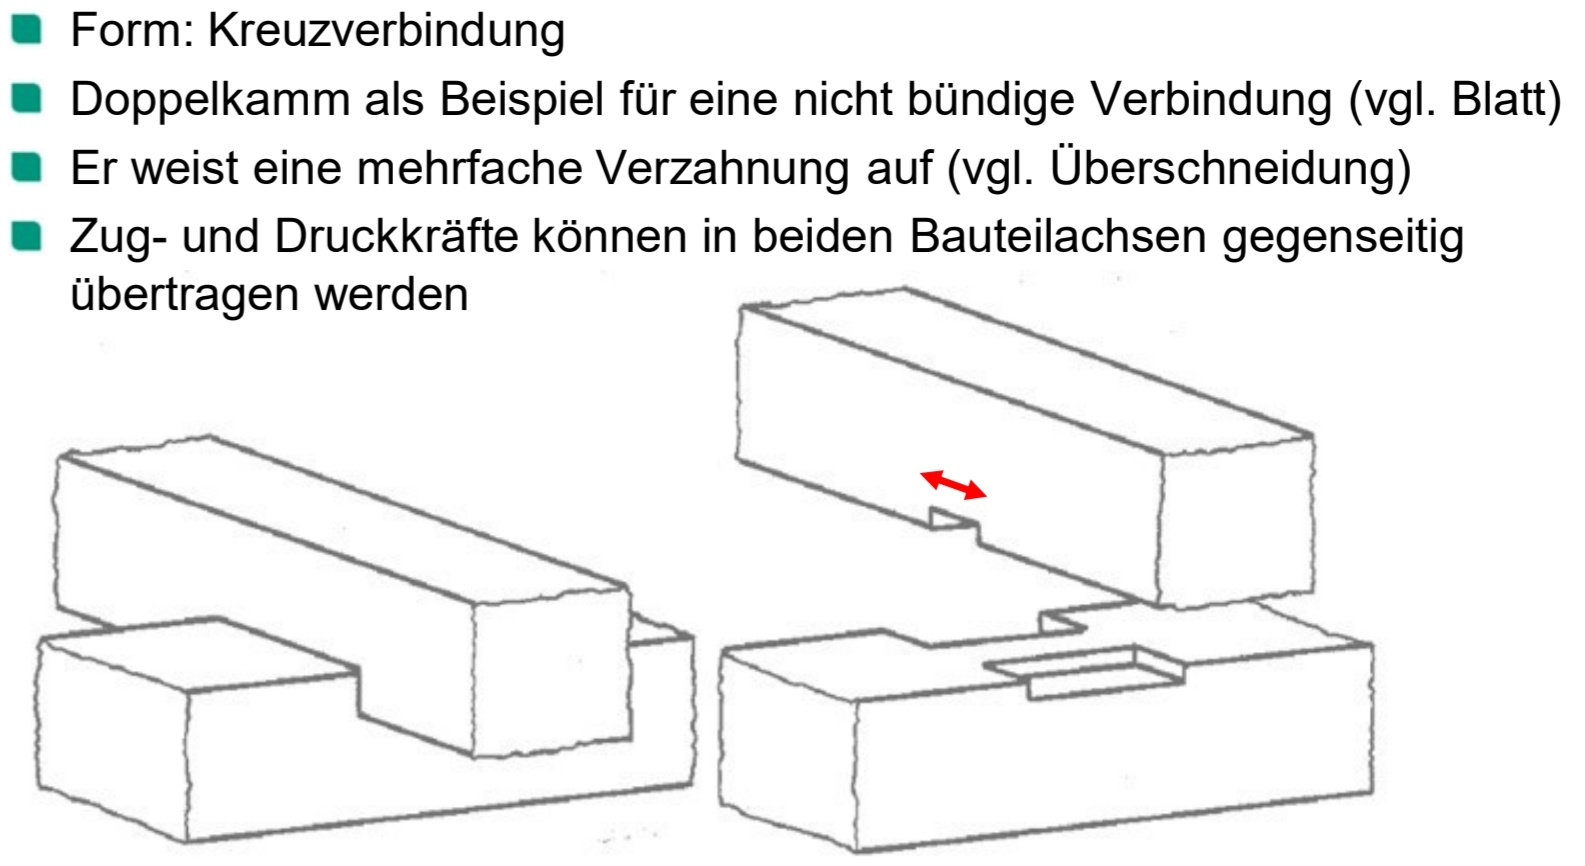 Form: Kreuzverbindung
Doppelkamm als Beispiel für eine nicht bündige Verbindung (vgl. Blatt)
Er weist eine mehrfache Verzahnung auf (vgl. Überschneidung)
Zug- und Druckkräfte können in beiden Bauteilachsen gegenseitig
übertragen werden